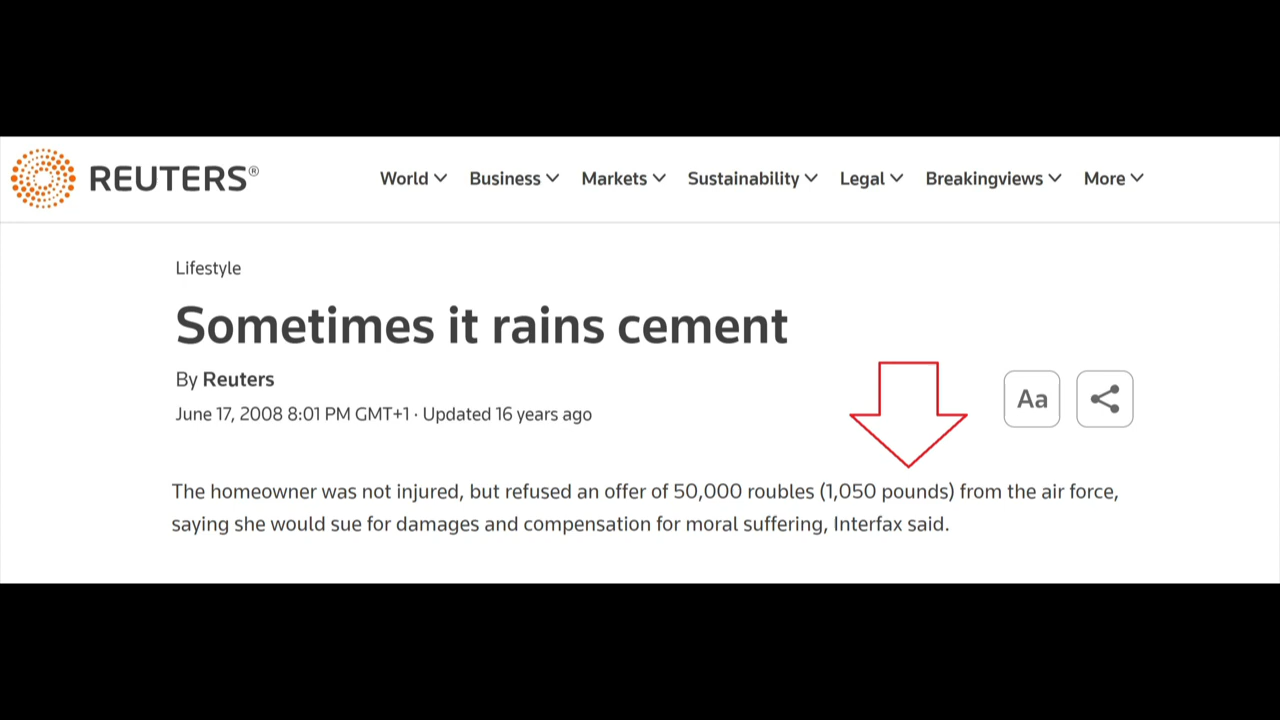 REUTERS®
World Business Markets Sustainability Legal Breakingviews More
Lifestyle
Sometimes it rains cement
By Reuters
June 17, 2008 8:01 PM GMT+1 · Updated 16 years ago
Aa
The homeowner was not injured, but refused an offer of 50,000 roubles (1,050 pounds) from the air force,
saying she would sue for damages and compensation for moral suffering, Interfax said.